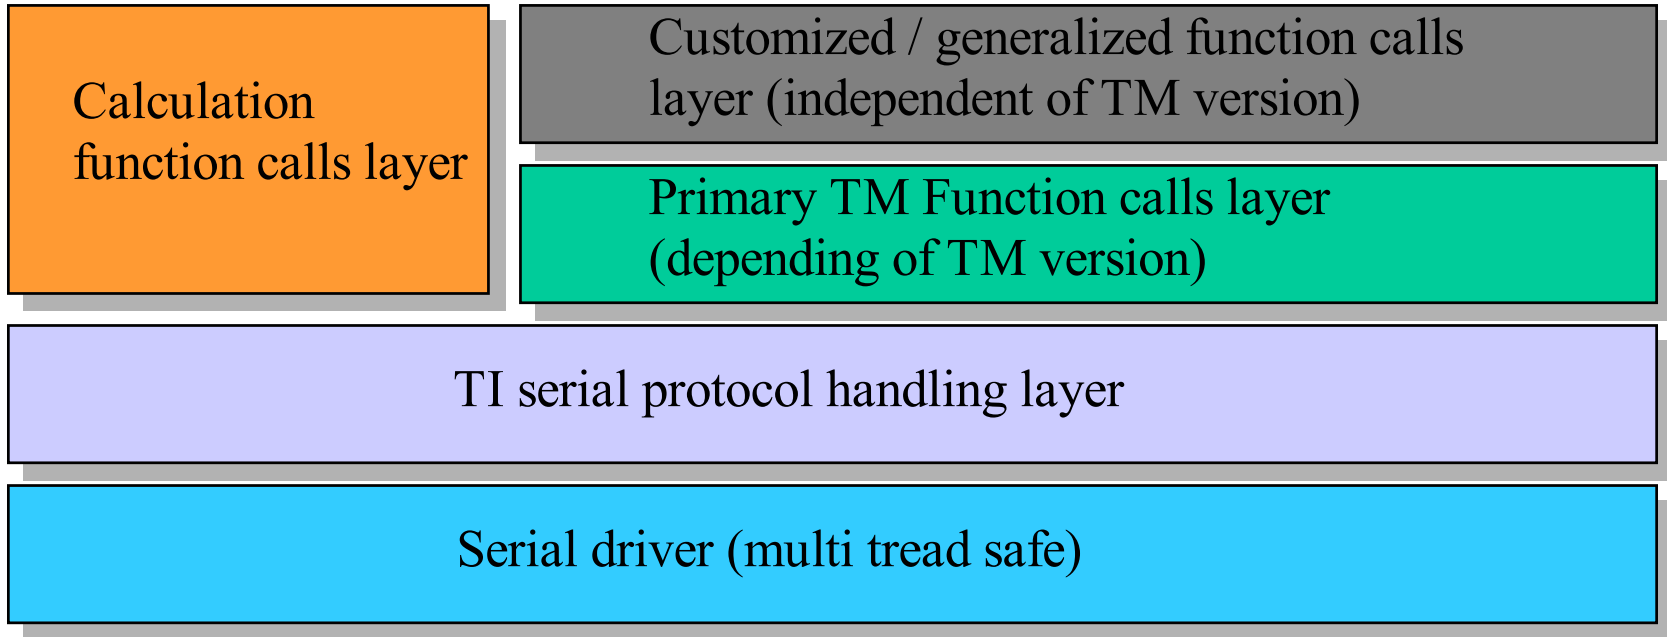 Calculation
function calls layer
Customized / generalized function calls
layer (independent of TM version)
Primary TM Function calls layer
(depending of TM version)
TI serial protocol handling layer
Serial driver (multi tread safe)